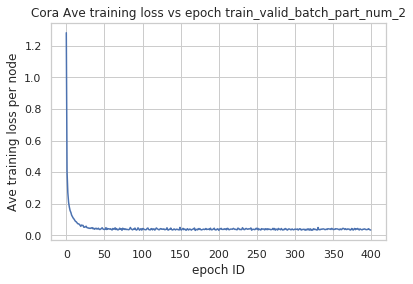 Cora Ave training loss vs epoch train_valid_batch_part_num_2
1.2
1.0
0.8
0.6
0.4
0.2
0.0
Ave training loss per node
0 50 100 150 200 250 300 350 400
epoch ID